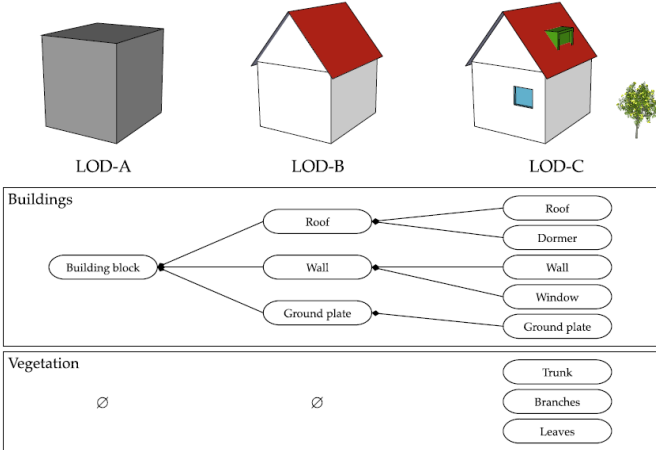 LOD-A
LOD-B
LOD-C
Buildings
Building block
Roof
Wall
Ground plate
Roof
Dormer
Wall
Window
Ground plate
Vegetation
∅
∅
Trunk
Branches
Leaves